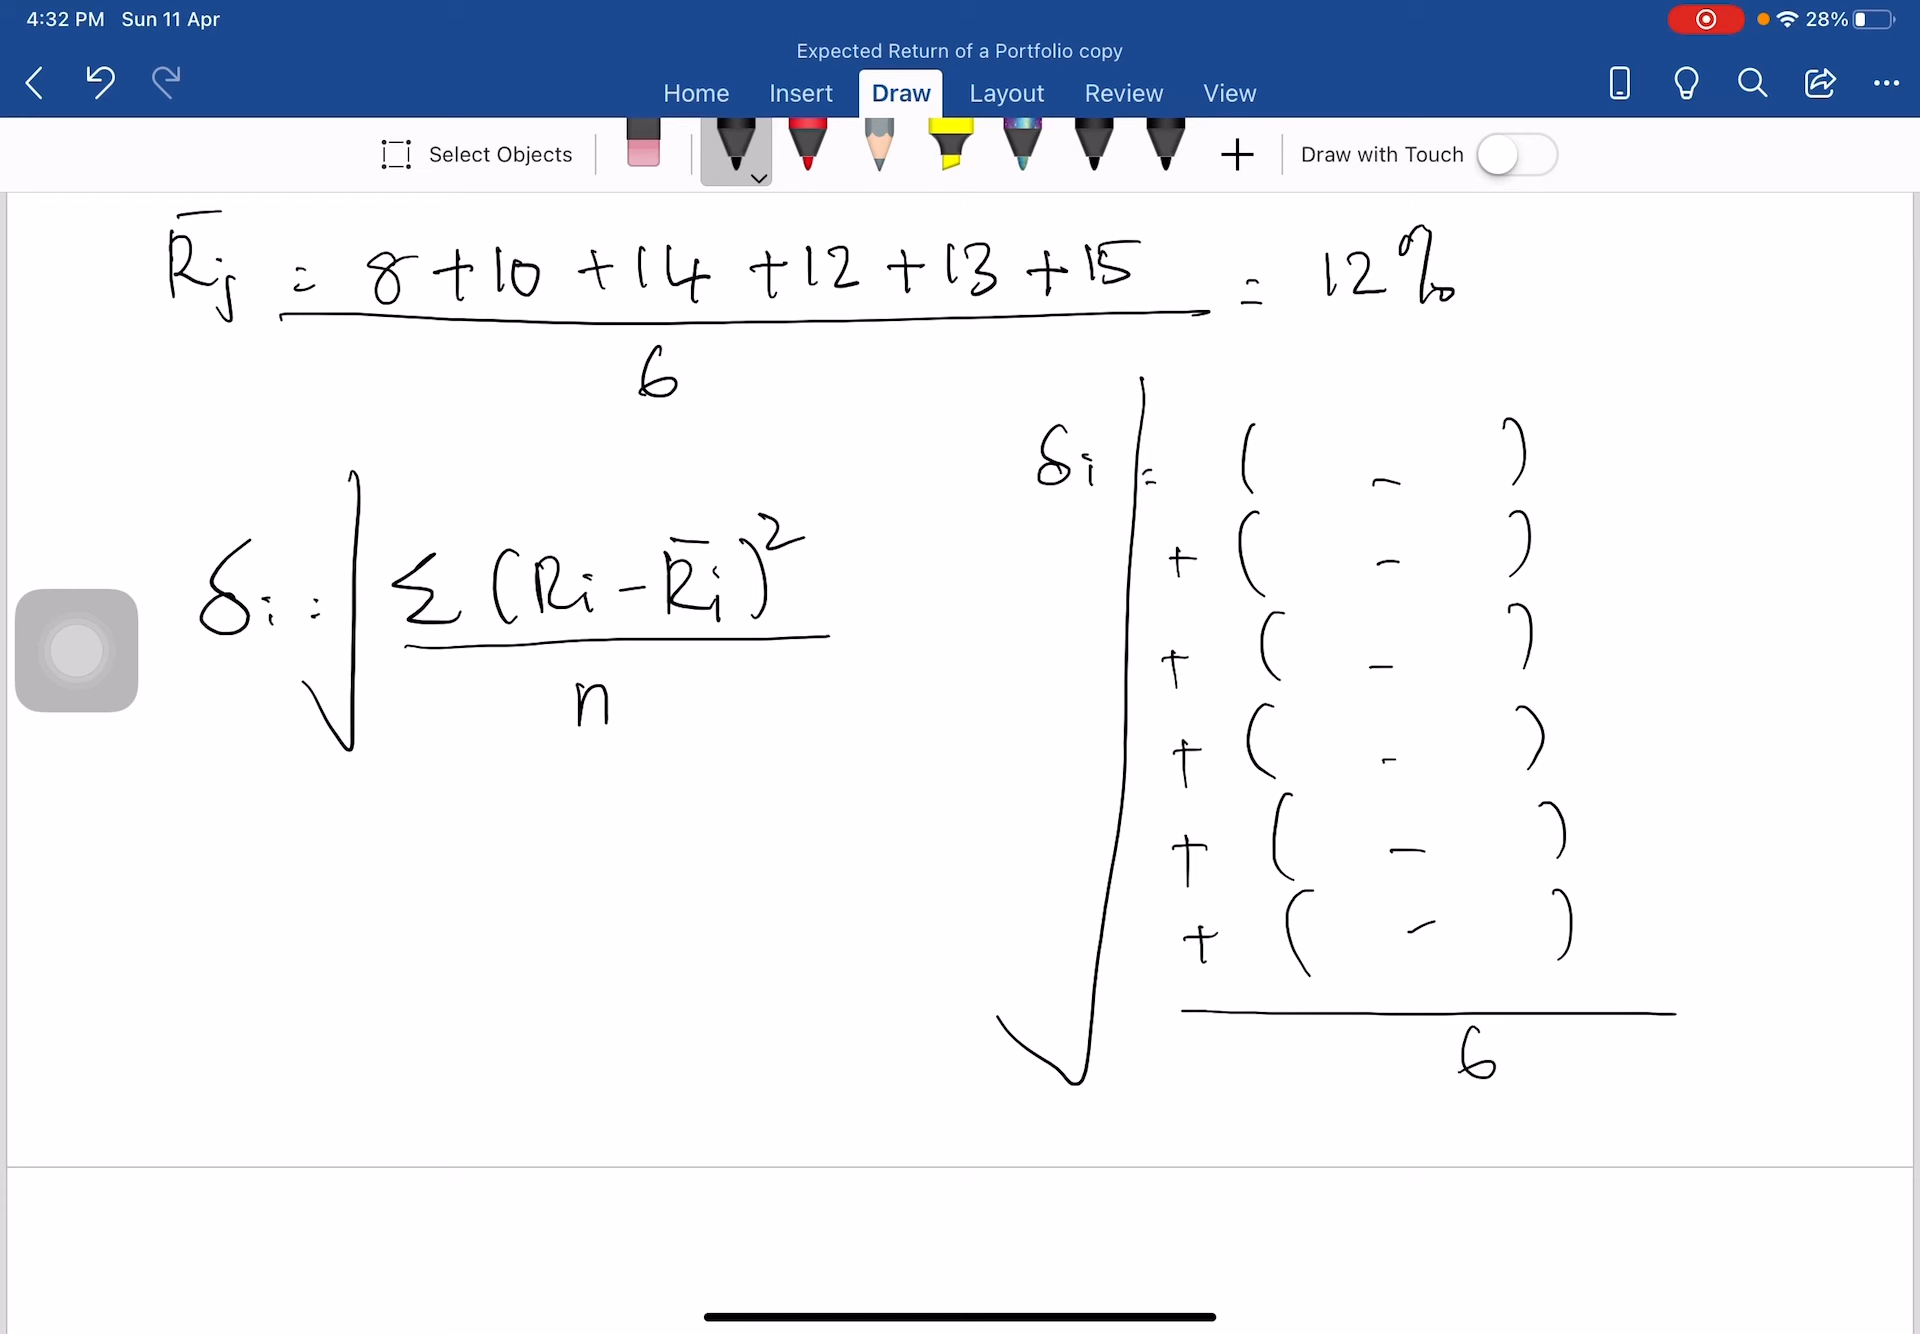 4:32 PM Sun 11 Apr
28%
Expected Return of a Portfolio copy
Home Insert Draw Layout Review View
Select Objects
Draw with Touch
R̄j = 8 + 10 + 14 + 12 + 13 + 15 = 12%
6
δi = √ Σ (Ri - R̄i)²
n
δi √ = ( - )
+ ( - )
+ ( - )
+ ( - )
+ ( - )
+ ( - )
6